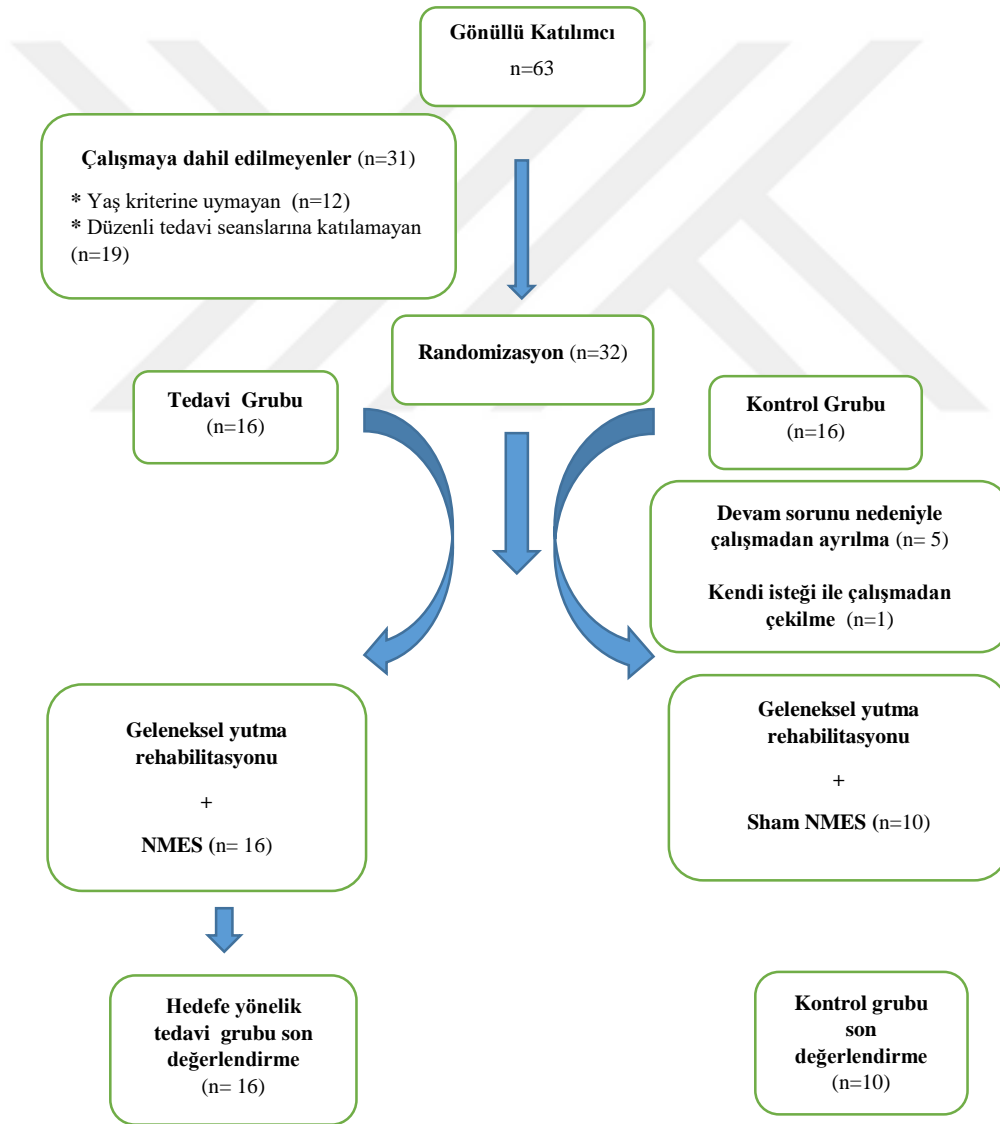 Gönüllü Katılımcı
n=63
Çalışmaya dahil edilmeyenler (n=31)
* Yaş kriterine uymayan (n=12)
* Düzenli tedavi seanslarına katılamayan
(n=19)
Randomizasyon (n=32)
Tedavi Grubu
(n=16)
Kontrol Grubu
(n=16)
Devam sorunu nedeniyle
çalışmadan ayrılma (n= 5)
Kendi isteği ile çalışmadan
çekilme (n=1)
Geleneksel yutma
rehabilitasyonu
+
NMES (n= 16)
Geleneksel yutma
rehabilitasyonu
+
Sham NMES (n=10)
Hedefe yönelik
tedavi grubu son
değerlendirme
(n= 16)
Kontrol grubu
son
değerlendirme
(n=10)